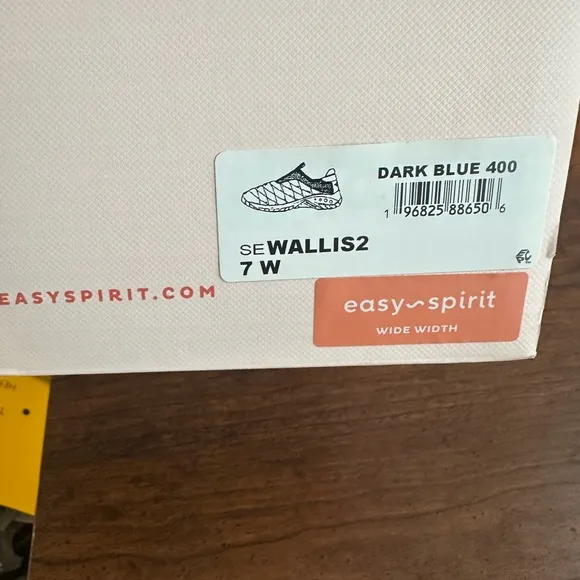 DARK BLUE 400
1 96825 88650 6
SEWALLIS2
7 W
EASYSPIRIT.COM
easy~spirit
WIDE WIDTH